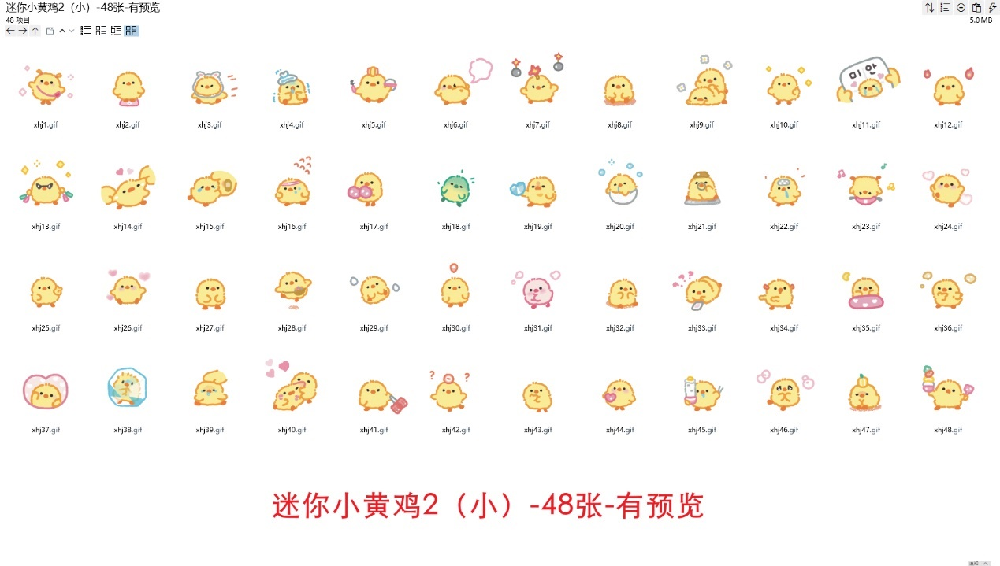 迷你小黄鸡2（小）-48张-有预览
48 项目
5.0 MB
미안
xhj1.gif xhj2.gif xhj3.gif xhj4.gif xhj5.gif xhj6.gif xhj7.gif xhj8.gif xhj9.gif xhj10.gif xhj11.gif xhj12.gif
xhj13.gif xhj14.gif xhj15.gif xhj16.gif xhj17.gif xhj18.gif xhj19.gif xhj20.gif xhj21.gif xhj22.gif xhj23.gif xhj24.gif
xhj25.gif xhj26.gif xhj27.gif xhj28.gif xhj29.gif xhj30.gif xhj31.gif xhj32.gif xhj33.gif xhj34.gif xhj35.gif xhj36.gif
? ?
xhj37.gif xhj38.gif xhj39.gif xhj40.gif xhj41.gif xhj42.gif xhj43.gif xhj44.gif xhj45.gif xhj46.gif xhj47.gif xhj48.gif
迷你小黄鸡2（小）-48张-有预览